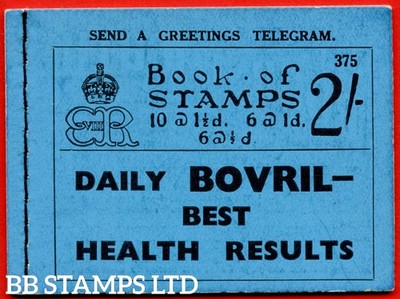 SEND A GREETINGS TELEGRAM.
375
Book of
STAMPS 2/-
10 @ 1½d. 6 @ 1d.
6 @ ½d.
E VIII R
DAILY BOVRIL-
BEST
HEALTH RESULTS
BB STAMPS LTD